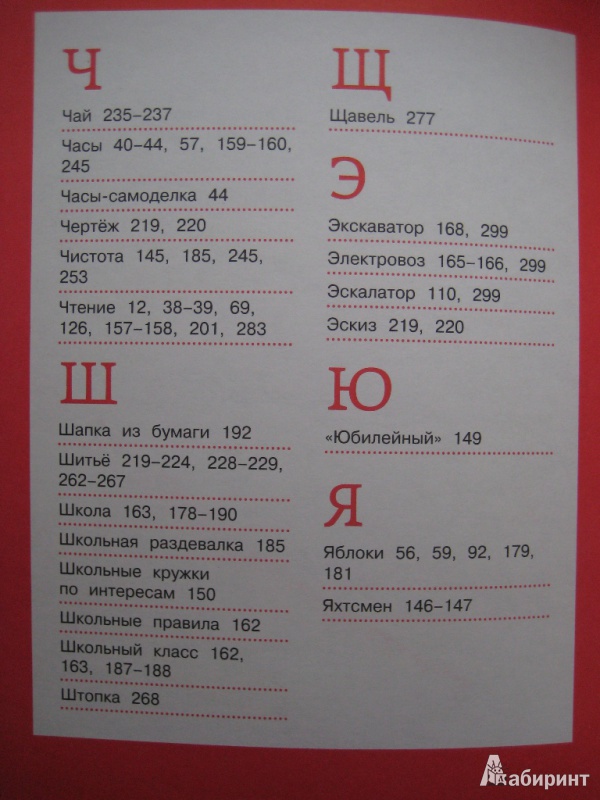 Ч
Чай 235–237
Часы 40–44, 57, 159–160,
245
Часы-самоделка 44
Чертёж 219, 220
Чистота 145, 185, 245,
253
Чтение 12, 38–39, 69,
126, 157–158, 201, 283
Ш
Шапка из бумаги 192
Шитьё 219–224, 228–229,
262–267
Школа 163, 178–190
Школьная раздевалка 185
Школьные кружки
по интересам 150
Школьные правила 162
Школьный класс 162,
163, 187–188
Штопка 268
Щ
Щавель 277
Э
Экскаватор 168, 299
Электровоз 165–166, 299
Эскалатор 110, 299
Эскиз 219, 220
Ю
«Юбилейный» 149
Я
Яблоки 56, 59, 92, 179,
181
Яхтсмен 146–147
Лабиринт